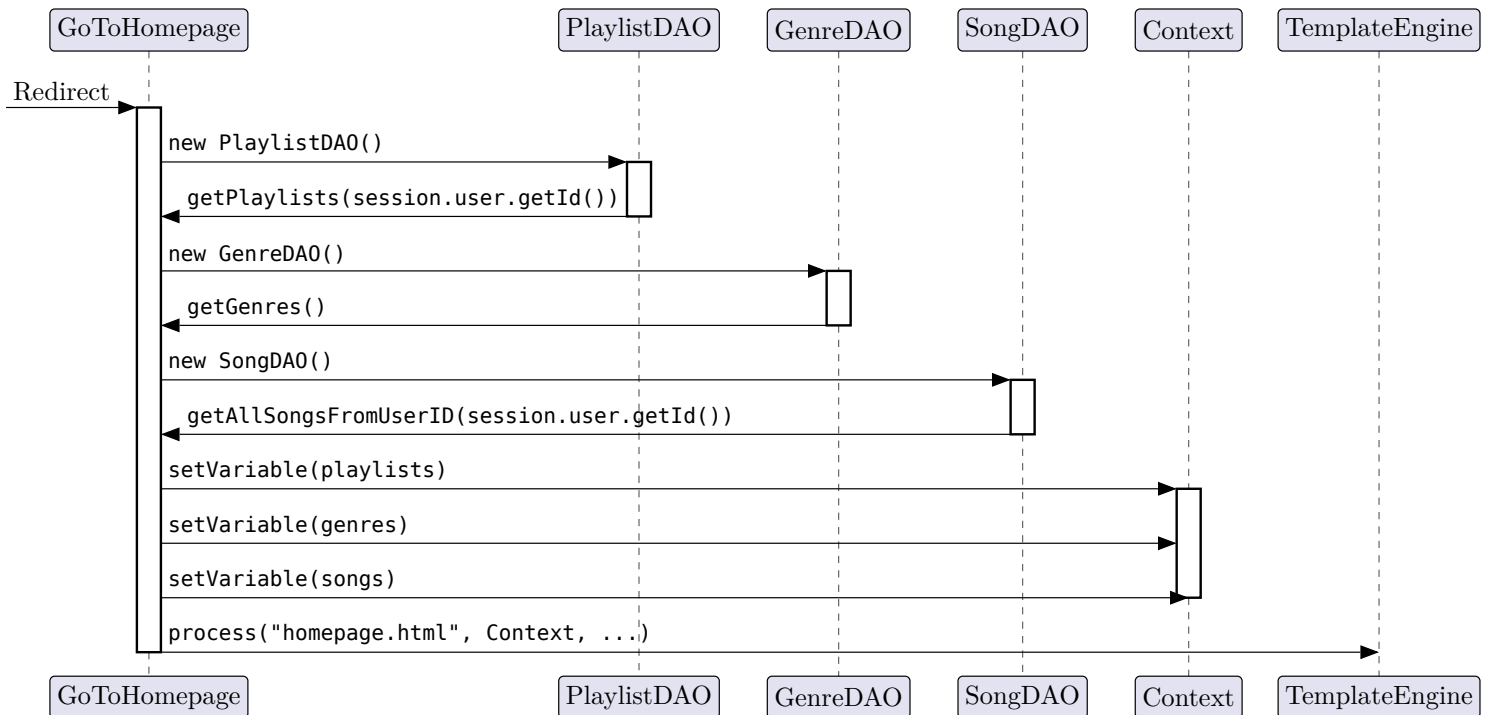 GoToHomepage PlaylistDAO GenreDAO SongDAO Context TemplateEngine
Redirect
new PlaylistDAO()
getPlaylists(session.user.getId())
new GenreDAO()
getGenres()
new SongDAO()
getAllSongsFromUserID(session.user.getId())
setVariable(playlists)
setVariable(genres)
setVariable(songs)
process("homepage.html", Context, ...)
GoToHomepage PlaylistDAO GenreDAO SongDAO Context TemplateEngine